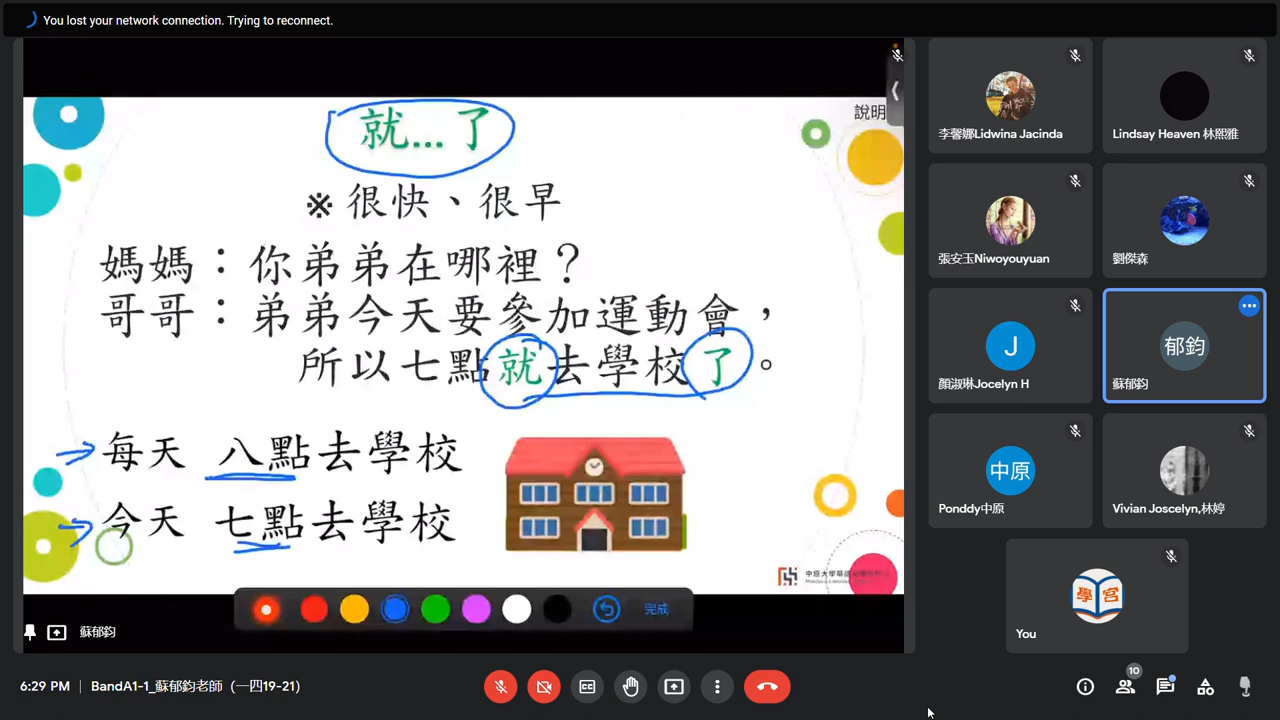 You lost your network connection. Trying to reconnect.
就...了
說明
※ 很快、很早
媽媽：你弟弟在哪裡？
哥哥：弟弟今天要參加運動會，
所以七點就去學校了。
每天 八點去學校
今天 七點去學校
完成
蘇郁鈞
李馨娜Lidwina Jacinda
Lindsay Heaven 林熙雅
張安玉Niwoyouyuan
劉傑森
J
顏淑琳Jocelyn H
郁鈞
蘇郁鈞
中原
Ponddy中原
Vivian Joscelyn,林婷
學宮
You
6:29 PM
BandA1-1_蘇郁鈞老師（一四19-21)
10